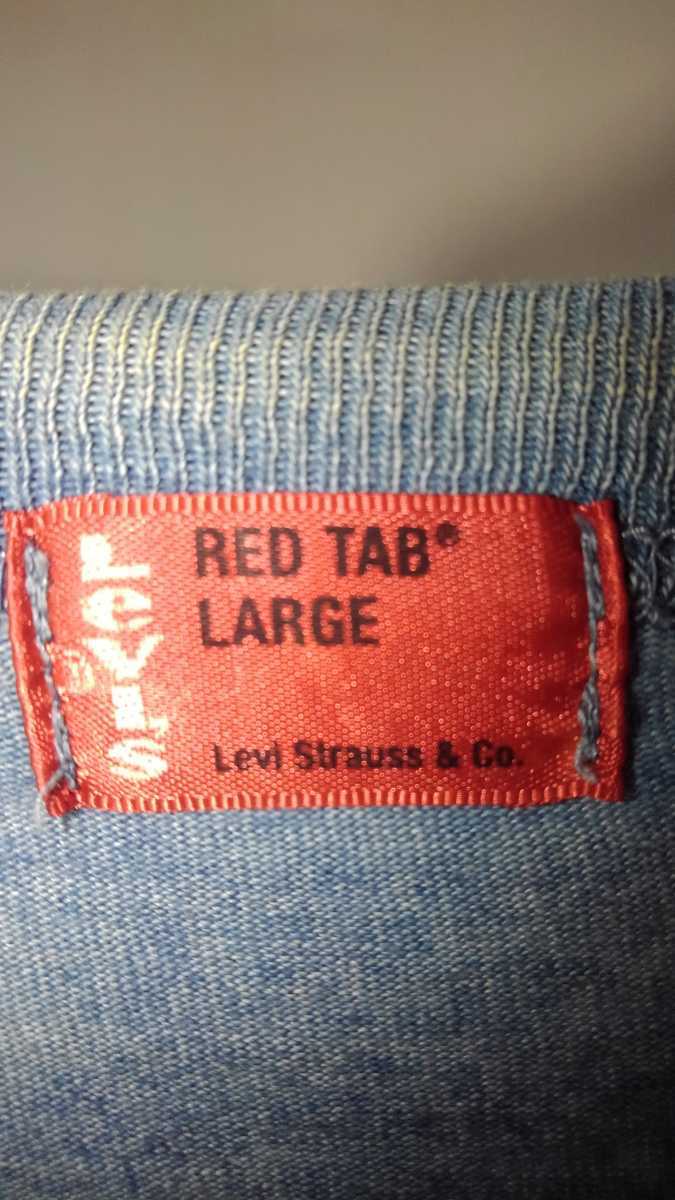 LEVI'S
RED TAB®
LARGE
Levi Strauss & Co.